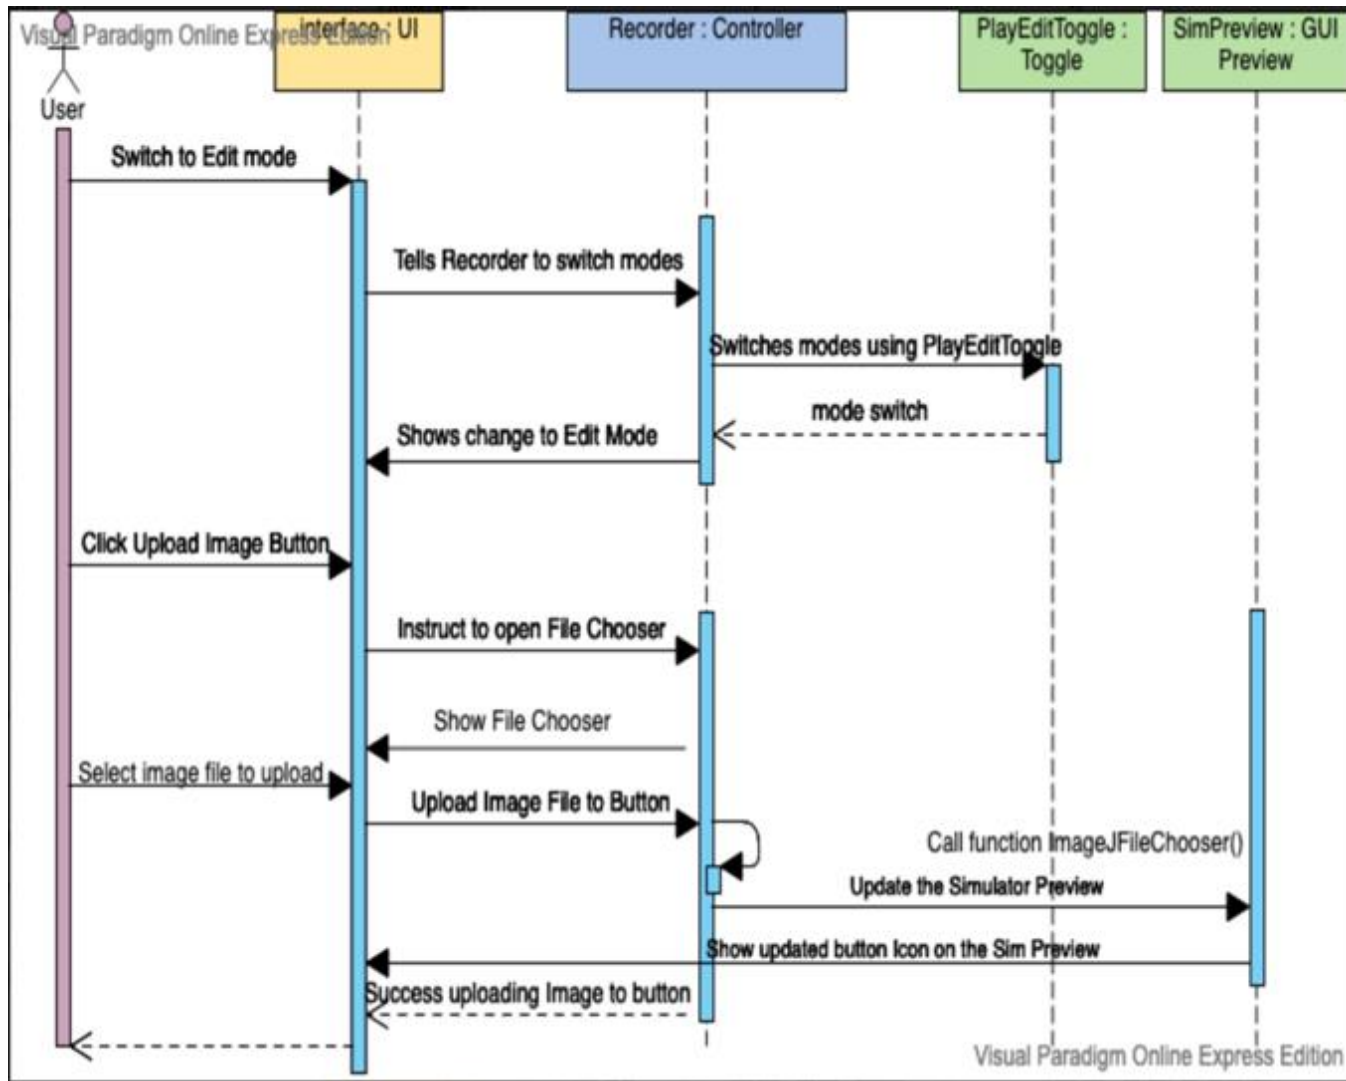 Visual Paradigm Online Express Edition
interface : UI
Recorder : Controller
PlayEditToggle :
Toggle
SimPreview : GUI
Preview
User
Switch to Edit mode
Tells Recorder to switch modes
Switches modes using PlayEditToggle
mode switch
Shows change to Edit Mode
Click Upload Image Button
Instruct to open File Chooser
Show File Chooser
Select image file to upload
Upload Image File to Button
Call function ImageJFileChooser()
Update the Simulator Preview
Show updated button Icon on the Sim Preview
Success uploading Image to button
Visual Paradigm Online Express Edition